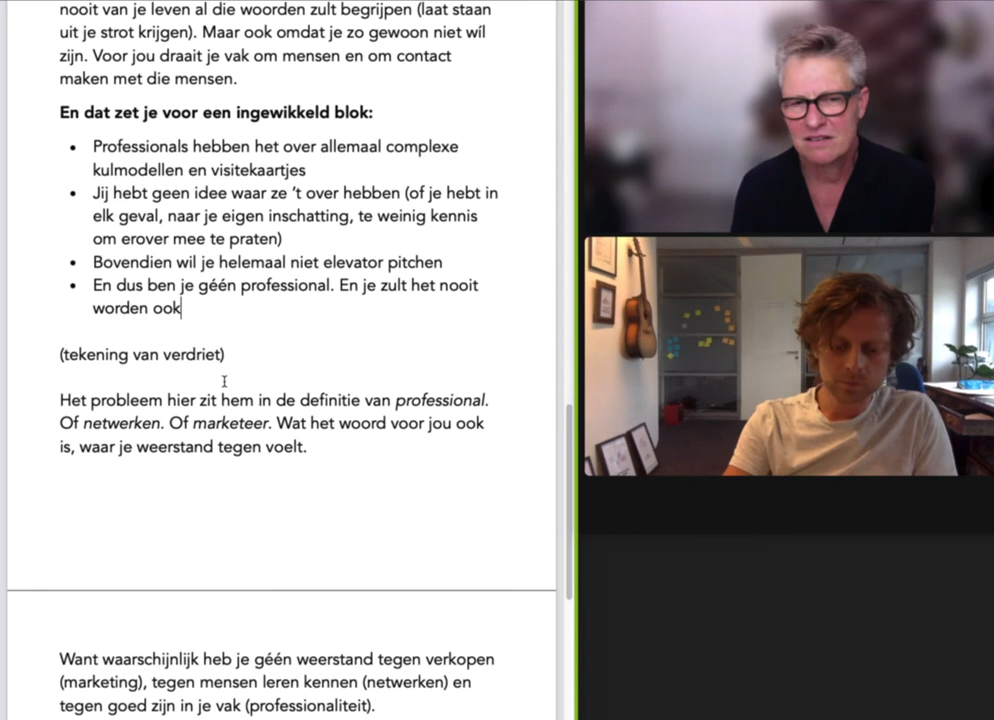 nooit van je leven al die woorden zult begrijpen (laat staan
uit je strot krijgen). Maar ook omdat je zo gewoon niet wíl
zijn. Voor jou draait je vak om mensen en om contact
maken met die mensen.
En dat zet je voor een ingewikkeld blok:
• Professionals hebben het over allemaal complexe
kulmodellen en visitekaartjes
• Jij hebt geen idee waar ze ’t over hebben (of je hebt in
elk geval, naar je eigen inschatting, te weinig kennis
om erover mee te praten)
• Bovendien wil je helemaal niet elevator pitchen
• En dus ben je géén professional. En je zult het nooit
worden ook
(tekening van verdriet)
Het probleem hier zit hem in de definitie van professional.
Of netwerken. Of marketeer. Wat het woord voor jou ook
is, waar je weerstand tegen voelt.
Want waarschijnlijk heb je géén weerstand tegen verkopen
(marketing), tegen mensen leren kennen (netwerken) en
tegen goed zijn in je vak (professionaliteit).